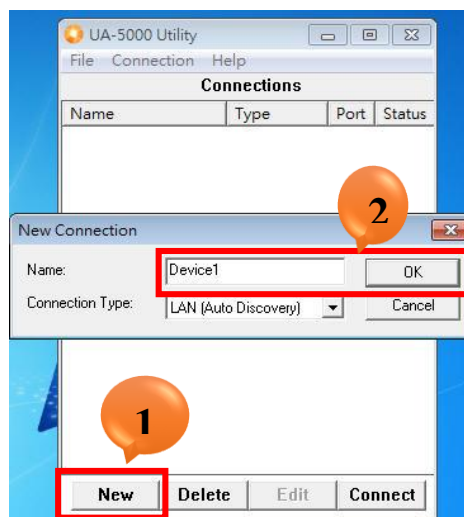 UA-5000 Utility
File Connection Help
Connections
Name Type Port Status
2
New Connection
Name: Device1 OK
Connection Type: LAN (Auto Discovery) Cancel
1
New Delete Edit Connect